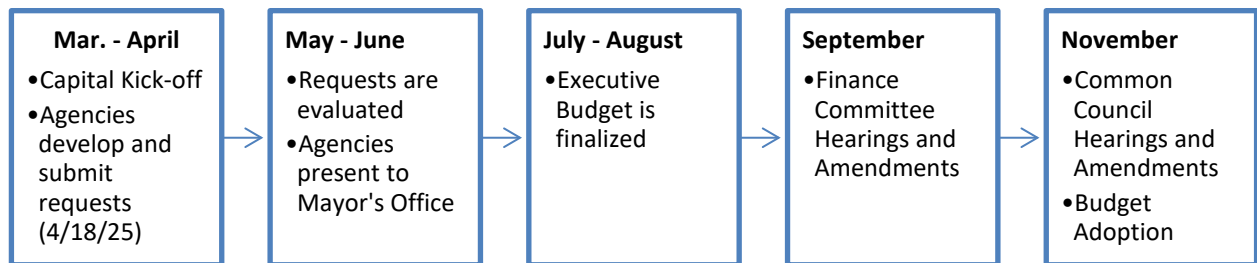 Mar. - April
•Capital Kick-off
•Agencies
develop and
submit
requests
(4/18/25)
May - June
•Requests are
evaluated
•Agencies
present to
Mayor's Office
July - August
•Executive
Budget is
finalized
September
•Finance
Committee
Hearings and
Amendments
November
•Common
Council
Hearings and
Amendments
•Budget
Adoption